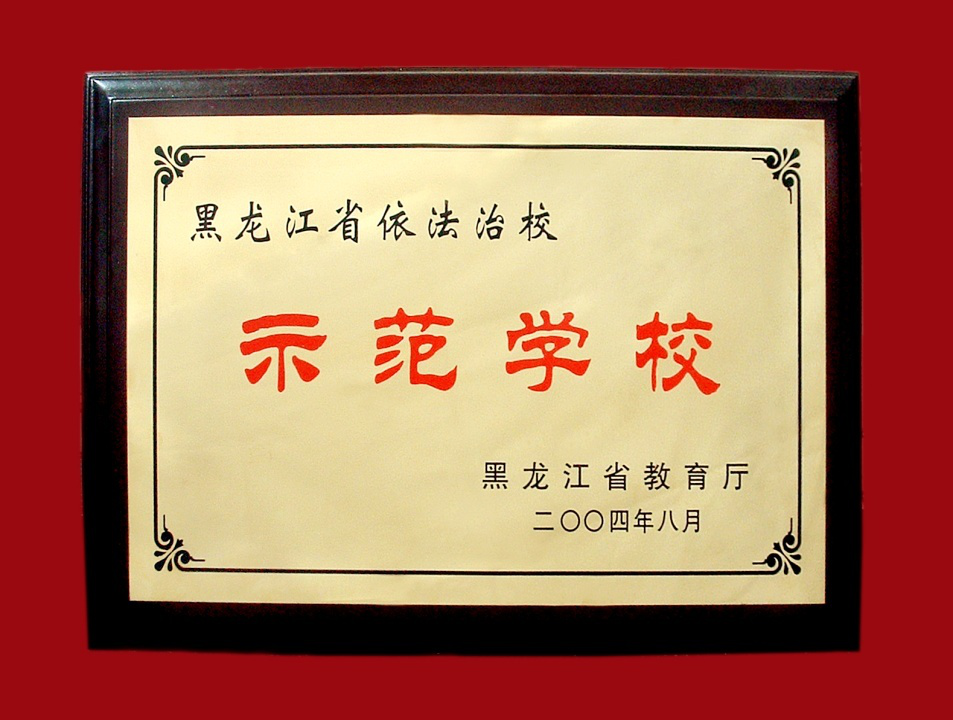 黑龙江省依法治校
示范学校
黑龙江省教育厅
二〇〇四年八月